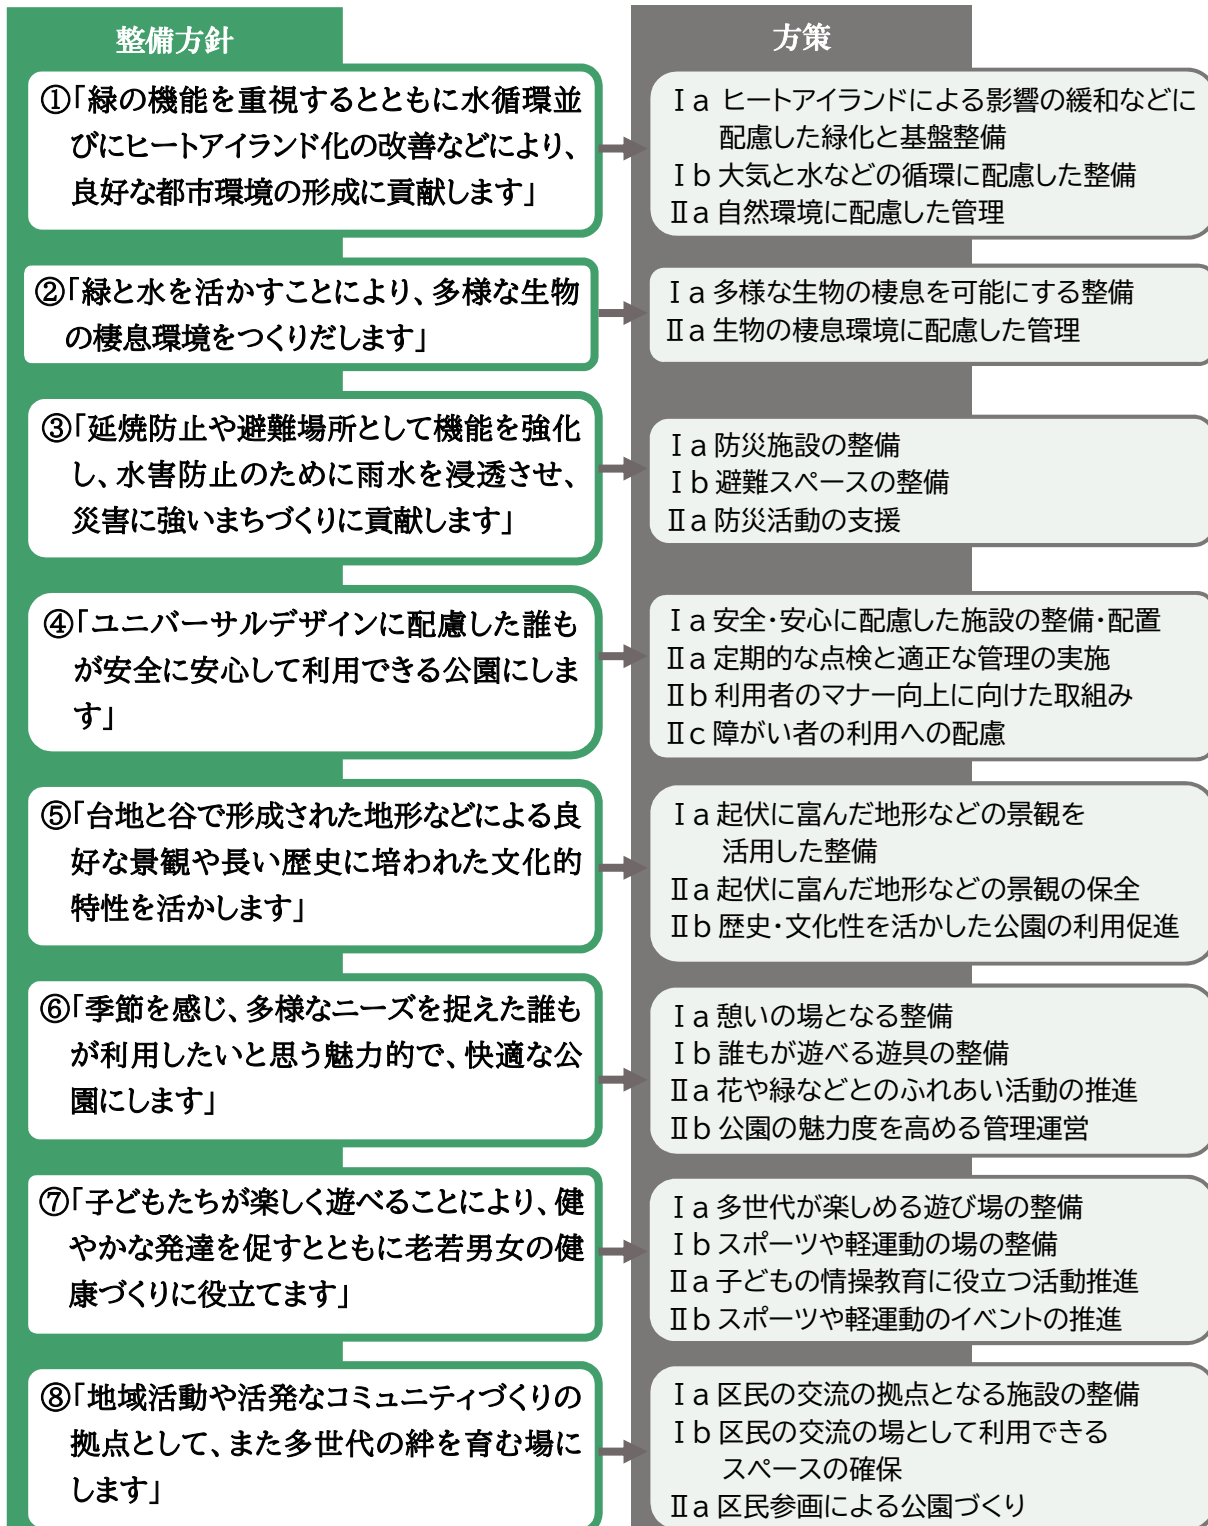 整備方針
①「緑の機能を重視するとともに水循環並
びにヒートアイランド化の改善などにより、
良好な都市環境の形成に貢献します」
②「緑と水を活かすことにより、多様な生物
の棲息環境をつくりだします」
③「延焼防止や避難場所として機能を強化
し、水害防止のために雨水を浸透させ、
災害に強いまちづくりに貢献します」
④「ユニバーサルデザインに配慮した誰も
が安全に安心して利用できる公園にしま
す」
⑤「台地と谷で形成された地形などによる良
好な景観や長い歴史に培われた文化的
特性を活かします」
⑥「季節を感じ、多様なニーズを捉えた誰も
が利用したいと思う魅力的で、快適な公
園にします」
⑦「子どもたちが楽しく遊べることにより、健
やかな発達を促すとともに老若男女の健
康づくりに役立てます」
⑧「地域活動や活発なコミュニティづくりの
拠点として、また多世代の絆を育む場に
します」
方策
Ⅰａ ヒートアイランドによる影響の緩和などに
配慮した緑化と基盤整備
Ⅰｂ 大気と水などの循環に配慮した整備
Ⅱａ 自然環境に配慮した管理
Ⅰａ 多様な生物の棲息を可能にする整備
Ⅱａ 生物の棲息環境に配慮した管理
Ⅰａ 防災施設の整備
Ⅰｂ 避難スペースの整備
Ⅱａ 防災活動の支援
Ⅰａ 安全・安心に配慮した施設の整備・配置
Ⅱａ 定期的な点検と適正な管理の実施
Ⅱｂ 利用者のマナー向上に向けた取組み
Ⅱｃ 障がい者の利用への配慮
Ⅰａ 起伏に富んだ地形などの景観を
活用した整備
Ⅱａ 起伏に富んだ地形などの景観の保全
Ⅱｂ 歴史・文化性を活かした公園の利用促進
Ⅰａ 憩いの場となる整備
Ⅰｂ 誰もが遊べる遊具の整備
Ⅱａ 花や緑などとのふれあい活動の推進
Ⅱｂ 公園の魅力度を高める管理運営
Ⅰａ 多世代が楽しめる遊び場の整備
Ⅰｂ スポーツや軽運動の場の整備
Ⅱａ 子どもの情操教育に役立つ活動推進
Ⅱｂ スポーツや軽運動のイベントの推進
Ⅰａ 区民の交流の拠点となる施設の整備
Ⅰｂ 区民の交流の場として利用できる
スペースの確保
Ⅱａ 区民参画による公園づくり